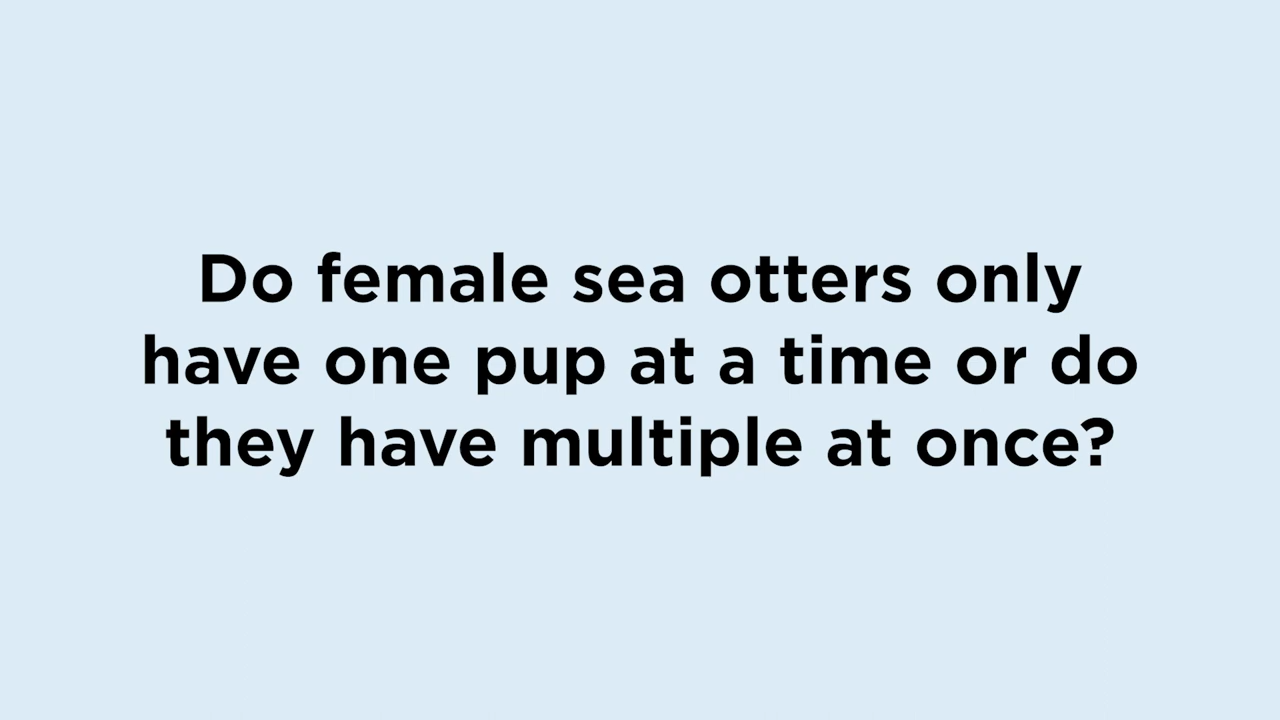 Do female sea otters only
have one pup at a time or do
they have multiple at once?